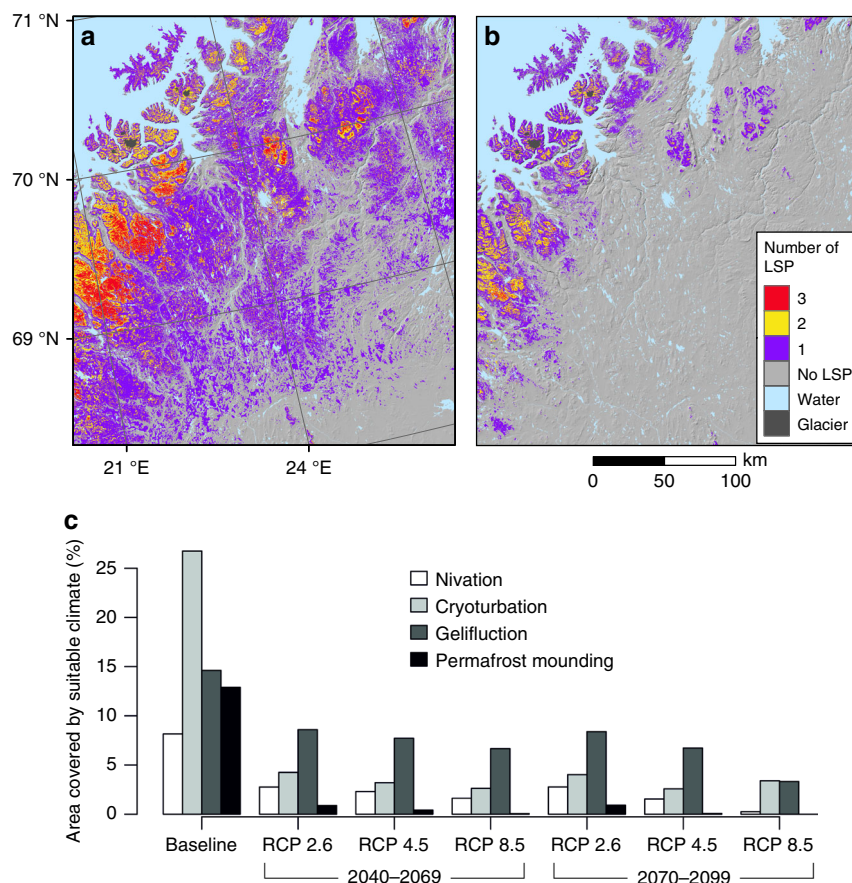 71 °N
a
b
70 °N
69 °N
Number of
LSP
3
2
1
No LSP
Water
Glacier
21 °E
24 °E
km
0
50
100
c
Area covered by suitable climate (%)
25
20
15
10
5
0
Nivation
Cryoturbation
Gelifluction
Permafrost mounding
Baseline
RCP 2.6
RCP 4.5
RCP 8.5
RCP 2.6
RCP 4.5
RCP 8.5
2040–2069
2070–2099